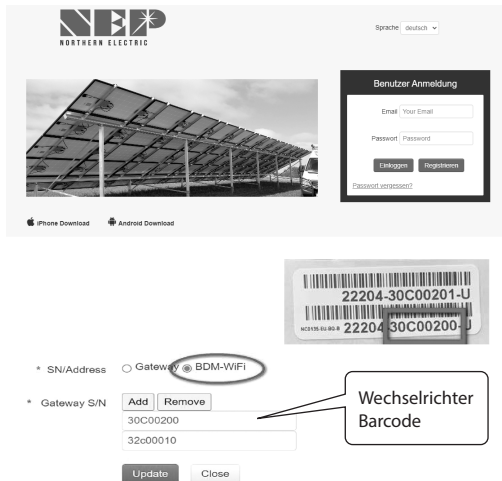 NEP
NORTHERN ELECTRIC
Sprache deutsch
Benutzer Anmeldung
Email Your Email
Passwort Password
Einloggen Registrieren
Passwort vergessen?
iPhone Download Android Download
22204-30C00201-U
22204-30C00200-U
* SN/Address Gateway BDM-WiFi
* Gateway S/N Add Remove
30C00200
32c00010
Wechselrichter
Barcode
Update Close